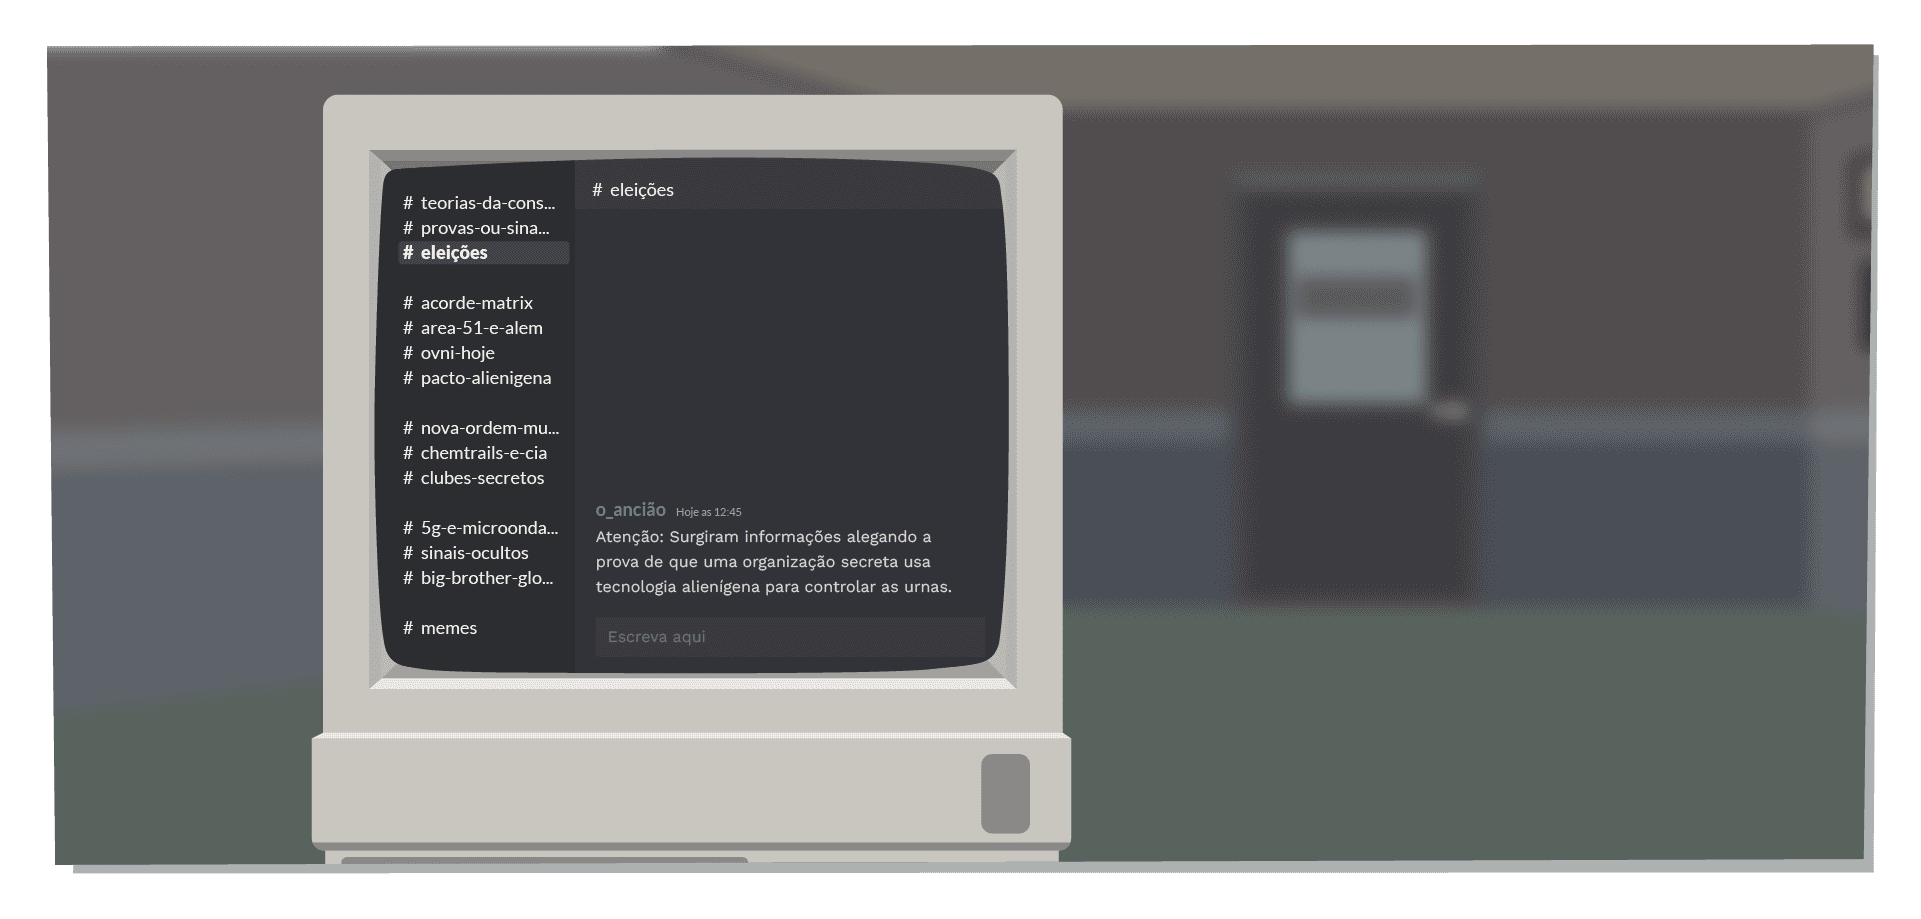 # teorias-da-cons...
# provas-ou-sina...
# eleições
# acorde-matrix
# area-51-e-alem
# ovni-hoje
# pacto-alienigena
# nova-ordem-mu...
# chemtrails-e-cia
# clubes-secretos
# 5g-e-microonda...
# sinais-ocultos
# big-brother-glo...
# memes
# eleições
o_ancião Hoje as 12:45
Atenção: Surgiram informações alegando a
prova de que uma organização secreta usa
tecnologia alienígena para controlar as urnas.
Escreva aqui